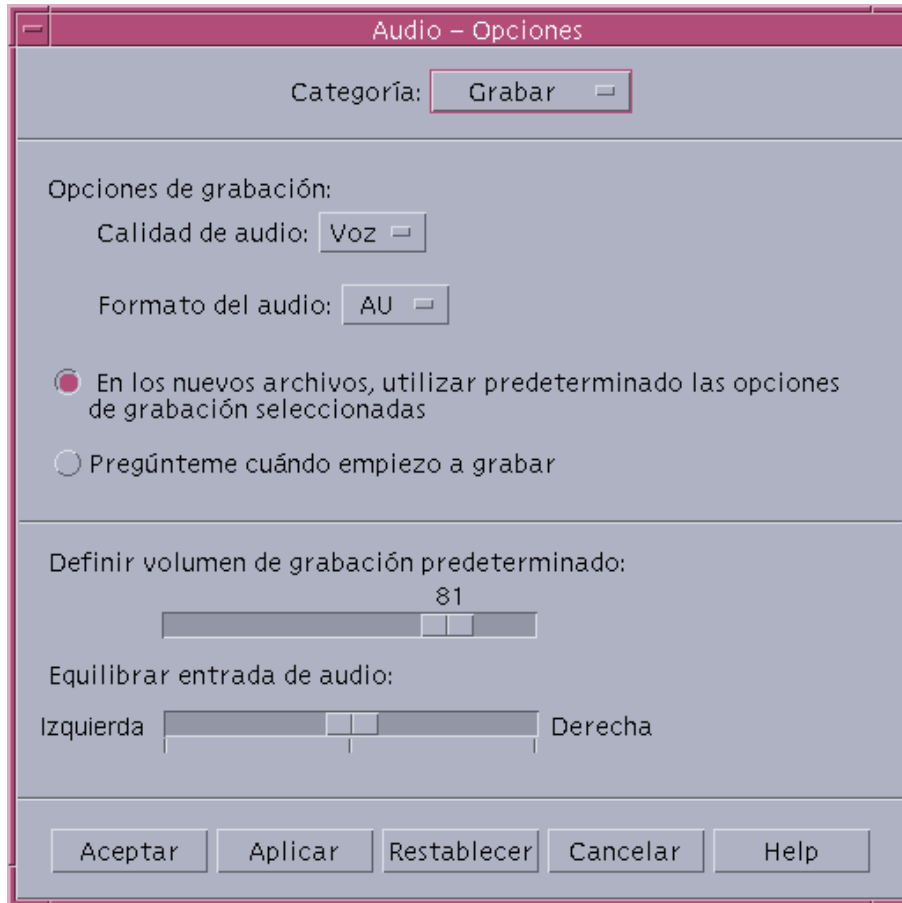 Audio – Opciones
Categoría: Grabar
Opciones de grabación:
Calidad de audio: Voz
Formato del audio: AU
En los nuevos archivos, utilizar predeterminado las opciones
de grabación seleccionadas
Pregúnteme cuándo empiezo a grabar
Definir volumen de grabación predeterminado:
81
Equilibrar entrada de audio:
Izquierda Derecha
Aceptar Aplicar Restablecer Cancelar Help